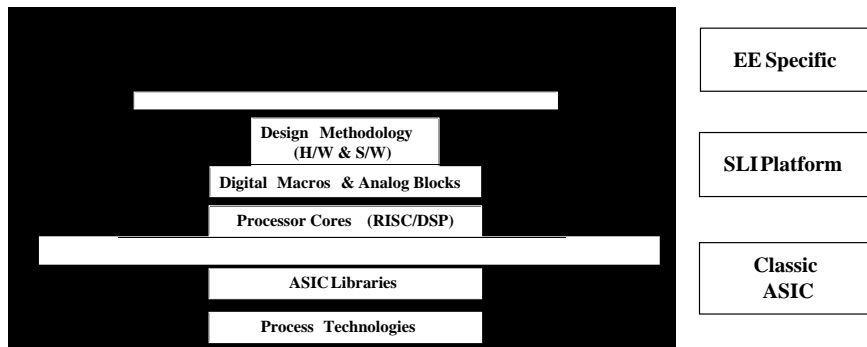 EE Specific
Design Methodology
(H/W & S/W)
Digital Macros & Analog Blocks
SLI Platform
Processor Cores (RISC/DSP)
ASIC Libraries
Classic
ASIC
Process Technologies